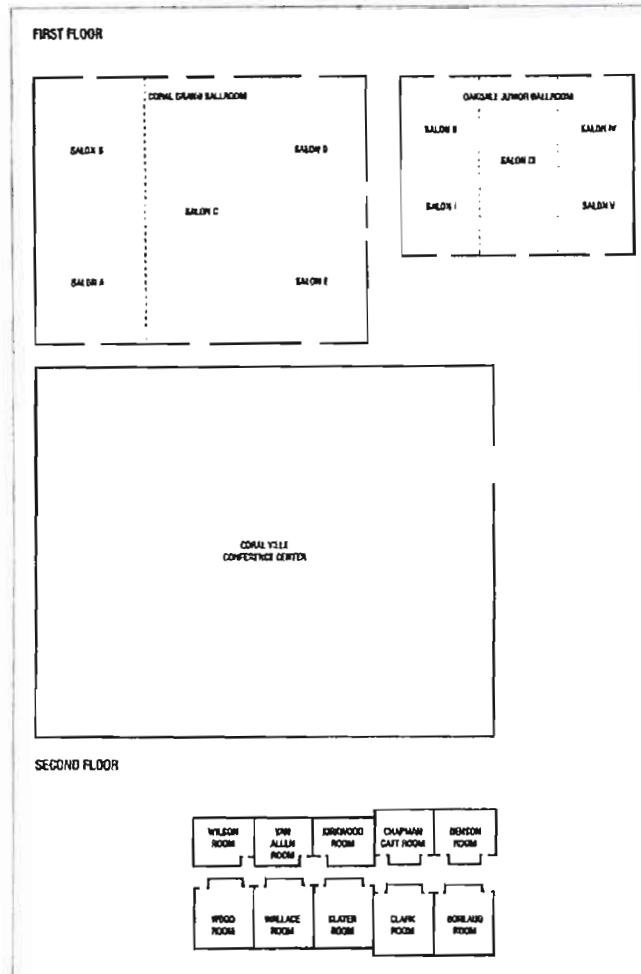 FIRST FLOOR
CORAL GRAND BALLROOM
SALON B
SALON D
SALON C
SALON A
SALON E
OAKDALE JUNIOR BALLROOM
SALON II
SALON IV
SALON III
SALON I
SALON V
CORALVILLE
CONFERENCE CENTER
SECOND FLOOR
WILSON
ROOM
VAN
ALLEN
ROOM
KIRKWOOD
ROOM
CHAPMAN
CATT ROOM
BENSON
ROOM
WOOD
ROOM
WALLACE
ROOM
SLATER
ROOM
CLARK
ROOM
BORLAUG
ROOM